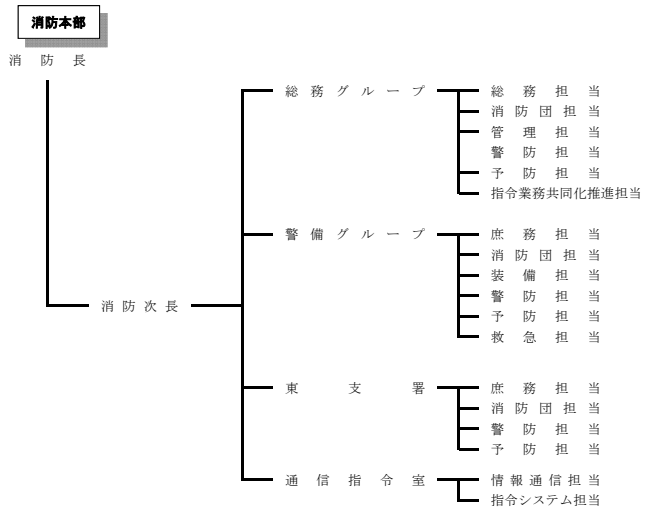 消防本部
消防長
消防次長
総務グループ
総務担当
消防団担当
管理担当
警防担当
予防担当
指令業務共同化推進担当
警備グループ
庶務担当
消防団担当
装備担当
警防担当
予防担当
救急担当
東支署
庶務担当
消防団担当
警防担当
予防担当
通信指令室
情報通信担当
指令システム担当